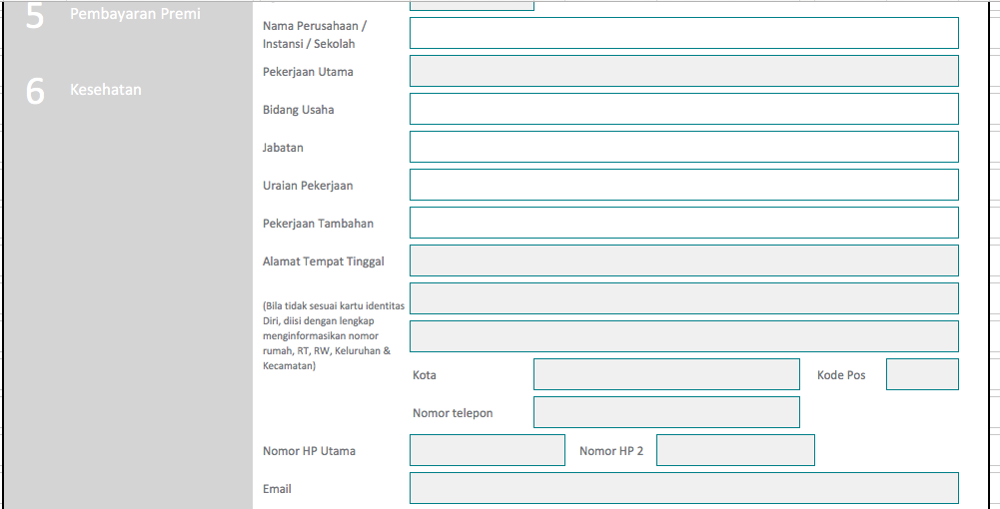 5 Pembayaran Premi
6 Kesehatan
Nama Perusahaan /
Instansi / Sekolah
Pekerjaan Utama
Bidang Usaha
Jabatan
Uraian Pekerjaan
Pekerjaan Tambahan
Alamat Tempat Tinggal
(Bila tidak sesuai kartu identitas
Diri, diisi dengan lengkap
menginformasikan nomor
rumah, RT, RW, Keluruhan &
Kecamatan)
Kota Kode Pos
Nomor telepon
Nomor HP Utama Nomor HP 2
Email